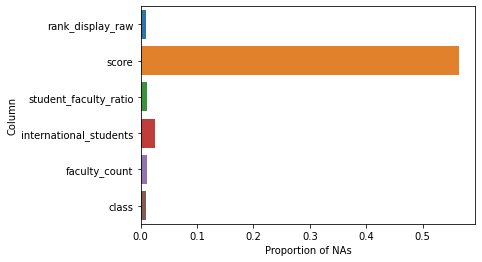 rank_display_raw
score
student_faculty_ratio
international_students
faculty_count
class
Column
0.0 0.1 0.2 0.3 0.4 0.5
Proportion of NAs